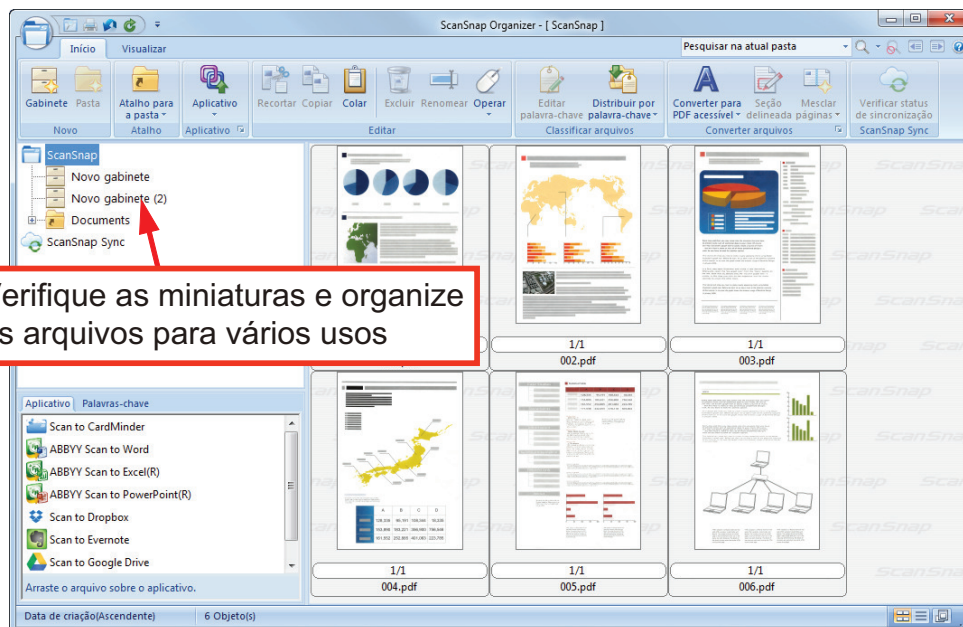 ScanSnap Organizer - [ ScanSnap ]
Início Visualizar Pesquisar na atual pasta
Gabinete Pasta Atalho para a pasta Aplicativo Recortar Copiar Colar Excluir Renomear Operar Editar palavra-chave Distribuir por palavra-chave Converter para PDF acessível Seção delineada Mesclar páginas Verificar status de sincronização
Novo Atalho Aplicativo Editar Classificar arquivos Converter arquivos ScanSnap Sync
ScanSnap
Novo gabinete
Novo gabinete (2)
Documents
ScanSnap Sync
Verifique as miniaturas e organize
s arquivos para vários usos
1/1 1/1
002.pdf 003.pdf
Aplicativo Palavras-chave
Scan to CardMinder
ABBYY Scan to Word
ABBYY Scan to Excel(R)
ABBYY Scan to PowerPoint(R)
Scan to Dropbox
Scan to Evernote
Scan to Google Drive
Arraste o arquivo sobre o aplicativo.
1/1 1/1 1/1
004.pdf 005.pdf 006.pdf
Data de criação(Ascendente) 6 Objeto(s)